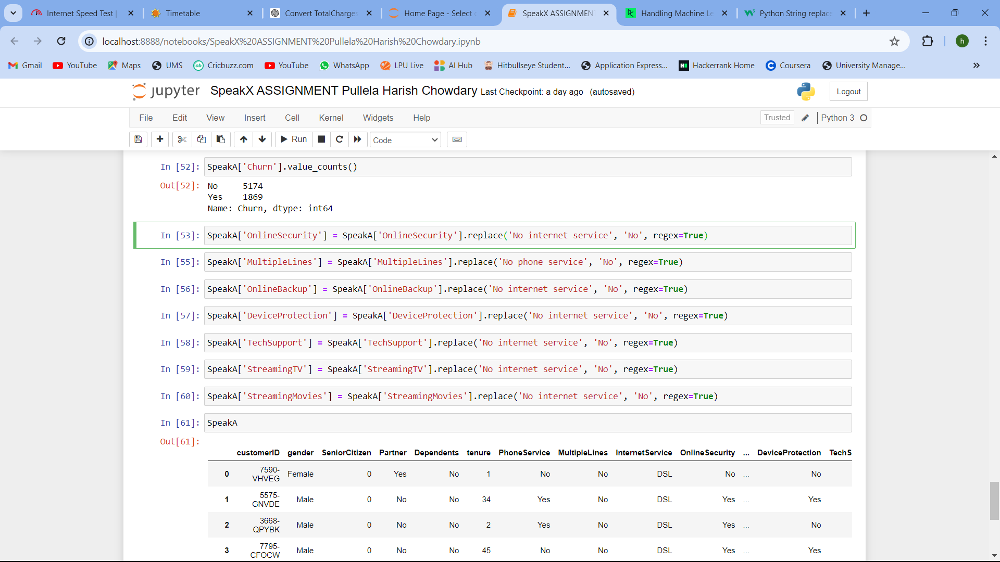 Internet Speed Test |
Timetable
Convert TotalCharges
Home Page - Select
SpeakX ASSIGNMEN
Handling Machine Le
Python String replace
localhost:8888/notebooks/SpeakX%20ASSIGNMENT%20Pullela%20Harish%20Chowdary.ipynb
h
Gmail YouTube Maps UMS Cricbuzz.com YouTube WhatsApp LPU Live AI Hub Hitbullseye Student... Application Express... Hackerrank Home Coursera University Manage...
jupyter SpeakX ASSIGNMENT Pullela Harish Chowdary Last Checkpoint: a day ago (autosaved) Logout
File Edit View Insert Cell Kernel Widgets Help Trusted Python 3
Run Code
In [52]: SpeakA['Churn'].value_counts()
Out[52]: No 5174
Yes 1869
Name: Churn, dtype: int64
In [53]: SpeakA['OnlineSecurity'] = SpeakA['OnlineSecurity'].replace('No internet service', 'No', regex=True)
In [55]: SpeakA['MultipleLines'] = SpeakA['MultipleLines'].replace('No phone service', 'No', regex=True)
In [56]: SpeakA['OnlineBackup'] = SpeakA['OnlineBackup'].replace('No internet service', 'No', regex=True)
In [57]: SpeakA['DeviceProtection'] = SpeakA['DeviceProtection'].replace('No internet service', 'No', regex=True)
In [58]: SpeakA['TechSupport'] = SpeakA['TechSupport'].replace('No internet service', 'No', regex=True)
In [59]: SpeakA['StreamingTV'] = SpeakA['StreamingTV'].replace('No internet service', 'No', regex=True)
In [60]: SpeakA['StreamingMovies'] = SpeakA['StreamingMovies'].replace('No internet service', 'No', regex=True)
In [61]: SpeakA
Out[61]:
customerID gender SeniorCitizen Partner Dependents tenure PhoneService MultipleLines InternetService OnlineSecurity ... DeviceProtection TechS
0 7590-VHVEG Female 0 Yes No 1 No No DSL No ... No
1 5575-GNVDE Male 0 No No 34 Yes No DSL Yes ... Yes
2 3668-QPYBK Male 0 No No 2 Yes No DSL Yes ... No
3 7795-CFOCW Male 0 No No 45 No No DSL Yes ... Yes